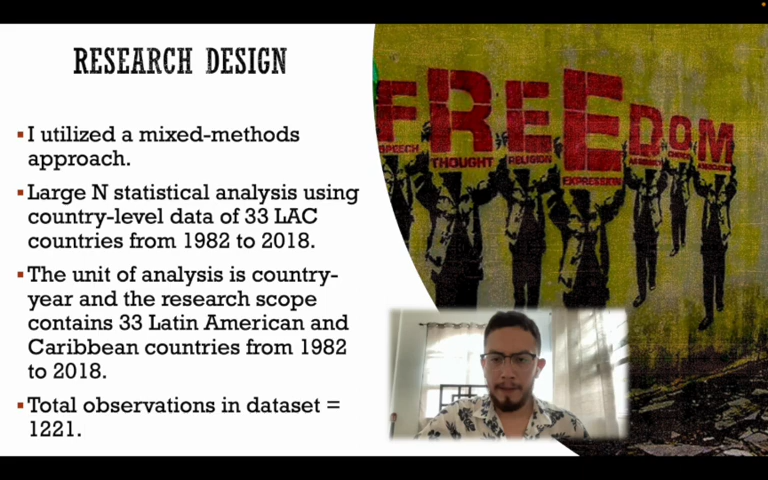 RESEARCH DESIGN
I utilized a mixed-methods
approach.
Large N statistical analysis using
country-level data of 33 LAC
countries from 1982 to 2018.
The unit of analysis is country-
year and the research scope
contains 33 Latin American and
Caribbean countries from 1982
to 2018.
Total observations in dataset =
1221.
FREEDOM
SPEECH
THOUGHT
RELIGION
EXPRESSION